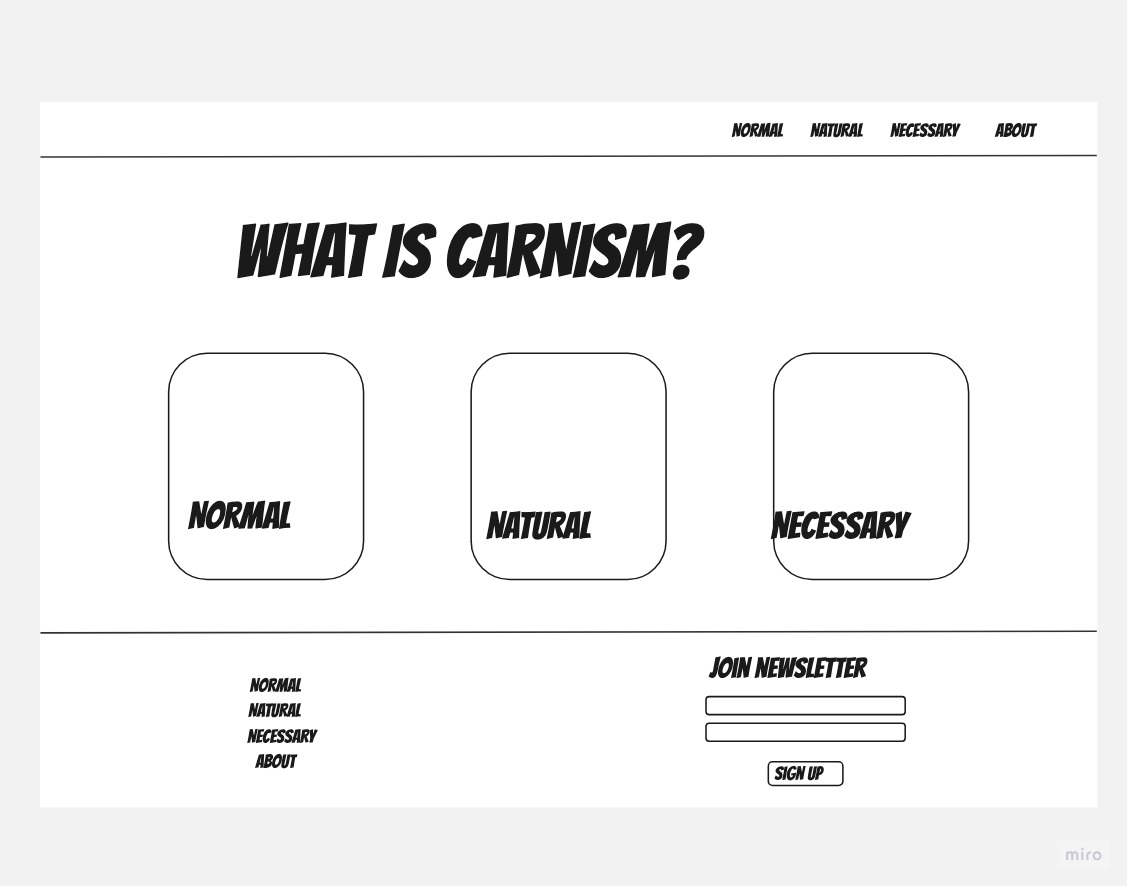 NORMAL NATURAL NECESSARY ABOUT
WHAT IS CARNISM?
NORMAL
NATURAL
NECESSARY
NORMAL
NATURAL
NECESSARY
ABOUT
JOIN NEWSLETTER
SIGN UP
miro